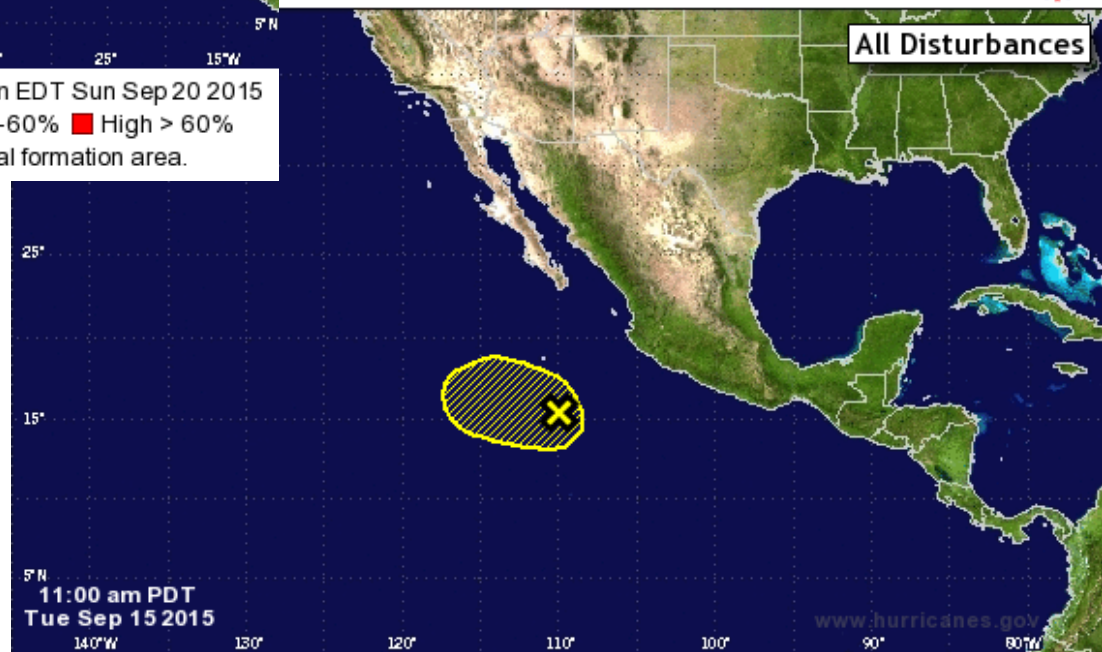 5°N
25° 15°W
All Disturbances
EDT Sun Sep 20 2015
-60% High > 60%
formation area.
25°
15°
5°N
11:00 am PDT
Tue Sep 15 2015
www.hurricanes.gov
140°W 130° 120° 110° 100° 90° 80°W